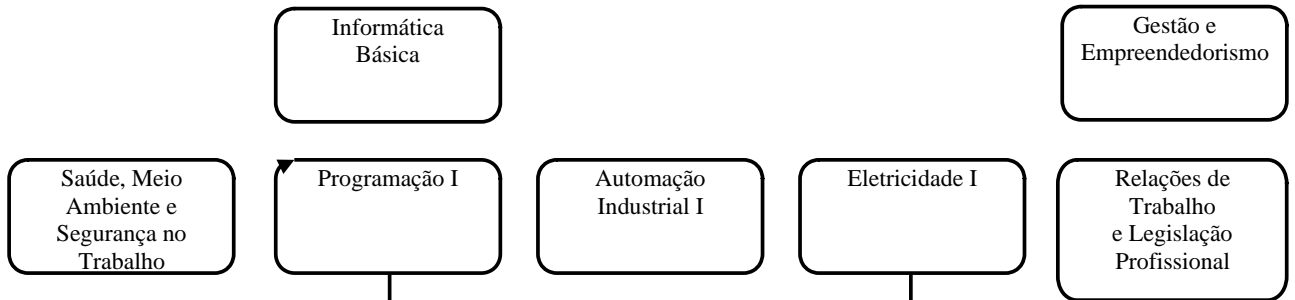 Informática
Básica
Gestão e
Empreendedorismo
Saúde, Meio
Ambiente e
Segurança no
Trabalho
Programação I
Automação
Industrial I
Eletricidade I
Relações de
Trabalho
e Legislação
Profissional